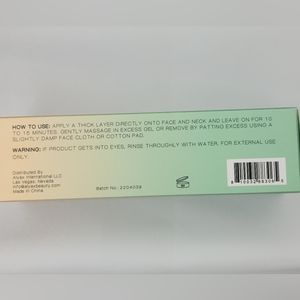 HOW TO USE: APPLY A THICK LAYER DIRECTLY ONTO FACE AND NECK AND LEAVE ON FOR 10
TO 15 MINUTES. GENTLY MASSAGE IN EXCESS GEL OR REMOVE BY PATTING EXCESS USING A
SLIGHTLY DAMP FACE CLOTH OR COTTON PAD.
WARNING: IF PRODUCT GETS INTO EYES, RINSE THROUGHLY WITH WATER. FOR EXTERNAL USE
ONLY.
Distributed by
International LLC
Las Vegas, Nevada
Made in China
Batch No: 2204039